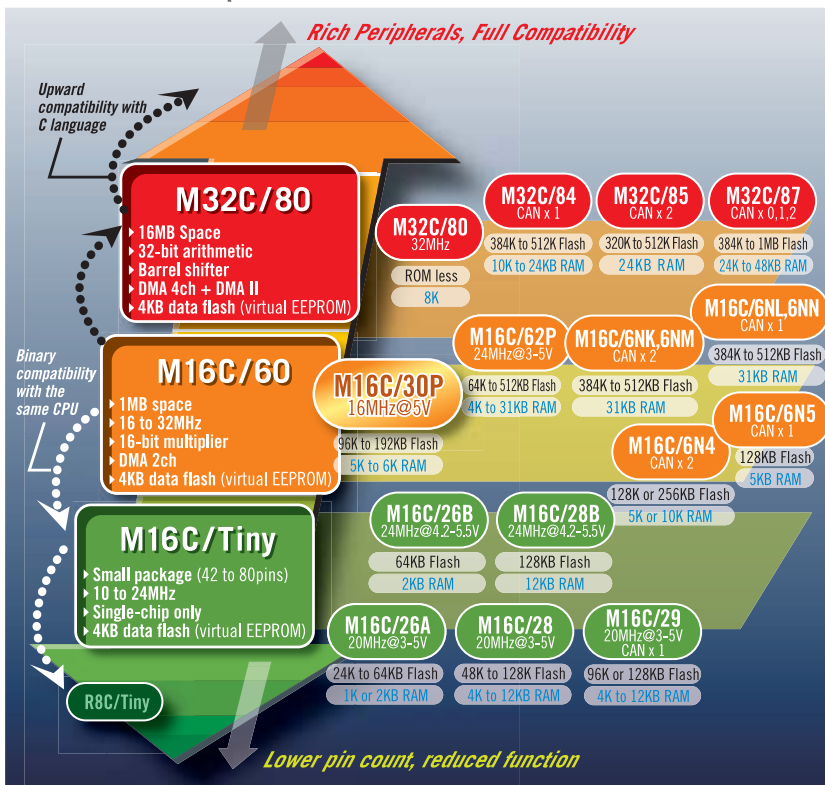 Rich Peripherals, Full Compatibility
Upward
compatibility with
C language
M32C/80
16MB Space
32-bit arithmetic
Barrel shifter
DMA 4ch + DMA II
4KB data flash (virtual EEPROM)
M32C/80
32MHz
ROM less
8K
M32C/84
CAN x 1
384K to 512K Flash
10K to 24KB RAM
M32C/85
CAN x 2
320K to 512K Flash
24KB RAM
M32C/87
CAN x 0,1,2
384K to 1MB Flash
24K to 48KB RAM
Binary
compatibility
with the
same CPU
M16C/60
1MB space
16 to 32MHz
16-bit multiplier
DMA 2ch
4KB data flash (virtual EEPROM)
M16C/30P
16MHz@5V
96K to 192KB Flash
5K to 6K RAM
M16C/62P
24MHz@3-5V
64K to 512KB Flash
4K to 31KB RAM
M16C/6NK,6NM
CAN x 2
384K to 512KB Flash
31KB RAM
M16C/6NL,6NN
CAN x 1
384K to 512KB Flash
31KB RAM
M16C/6N4
CAN x 2
128K or 256KB Flash
5K or 10K RAM
M16C/6N5
CAN x 1
128KB Flash
5KB RAM
M16C/Tiny
Small package (42 to 80pins)
10 to 24MHz
Single-chip only
4KB data flash (virtual EEPROM)
M16C/26B
24MHz@4.2-5.5V
64KB Flash
2KB RAM
M16C/28B
24MHz@4.2-5.5V
128KB Flash
12KB RAM
M16C/26A
20MHz@3-5V
24K to 64KB Flash
1K or 2KB RAM
M16C/28
20MHz@3-5V
48K to 128K Flash
4K to 12KB RAM
M16C/29
20MHz@3-5V
CAN x 1
96K or 128KB Flash
4K to 12KB RAM
R8C/Tiny
Lower pin count, reduced function